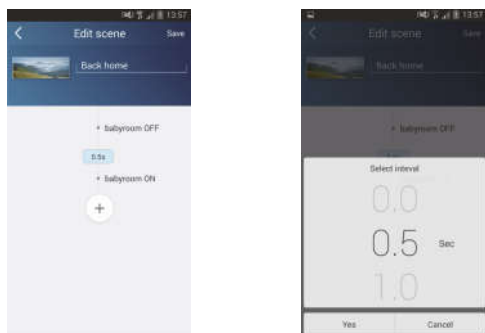 13:57
Edit scene Save
Back home
babyroom OFF
0.5s
babyroom ON
+
13:57
Edit scene Save
Back home
babyroom OFF
Select interval
0.0
0.5 Sec
1.0
Yes Cancel